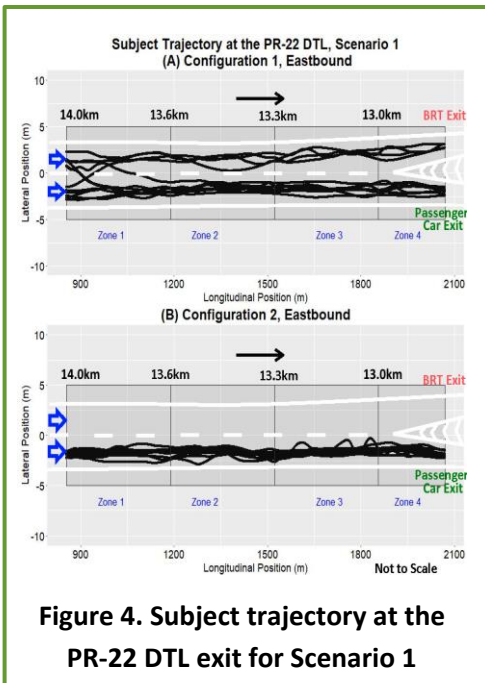 Subject Trajectory at the PR-22 DTL, Scenario 1
(A) Configuration 1, Eastbound
10
5
0
-5
-10
Lateral Position (m)
14.0km 13.6km 13.3km 13.0km
BRT Exit
Passenger
Car Exit
Zone 1 Zone 2 Zone 3 Zone 4
900 1200 1500 1800 2100
Longitudinal Position (m)
(B) Configuration 2, Eastbound
10
5
0
-5
-10
Lateral Position (m)
14.0km 13.6km 13.3km 13.0km
BRT Exit
Passenger
Car Exit
Zone 1 Zone 2 Zone 3 Zone 4
900 1200 1500 1800 2100
Longitudinal Position (m)
Not to Scale
Figure 4. Subject trajectory at the
PR-22 DTL exit for Scenario 1